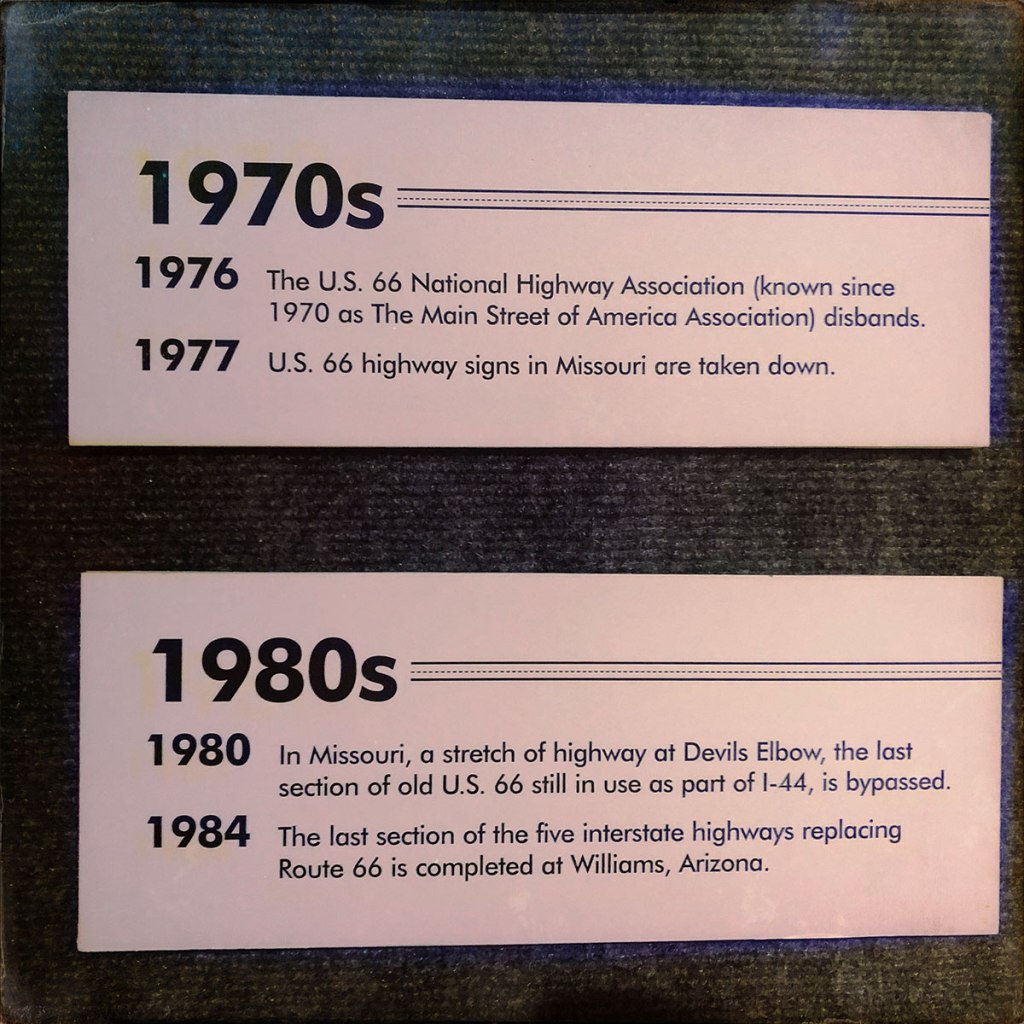 1970s
1976 The U.S. 66 National Highway Association (known since
1970 as The Main Street of America Association) disbands.
1977 U.S. 66 highway signs in Missouri are taken down.
1980s
1980 In Missouri, a stretch of highway at Devils Elbow, the last
section of old U.S. 66 still in use as part of I-44, is bypassed.
1984 The last section of the five interstate highways replacing
Route 66 is completed at Williams, Arizona.